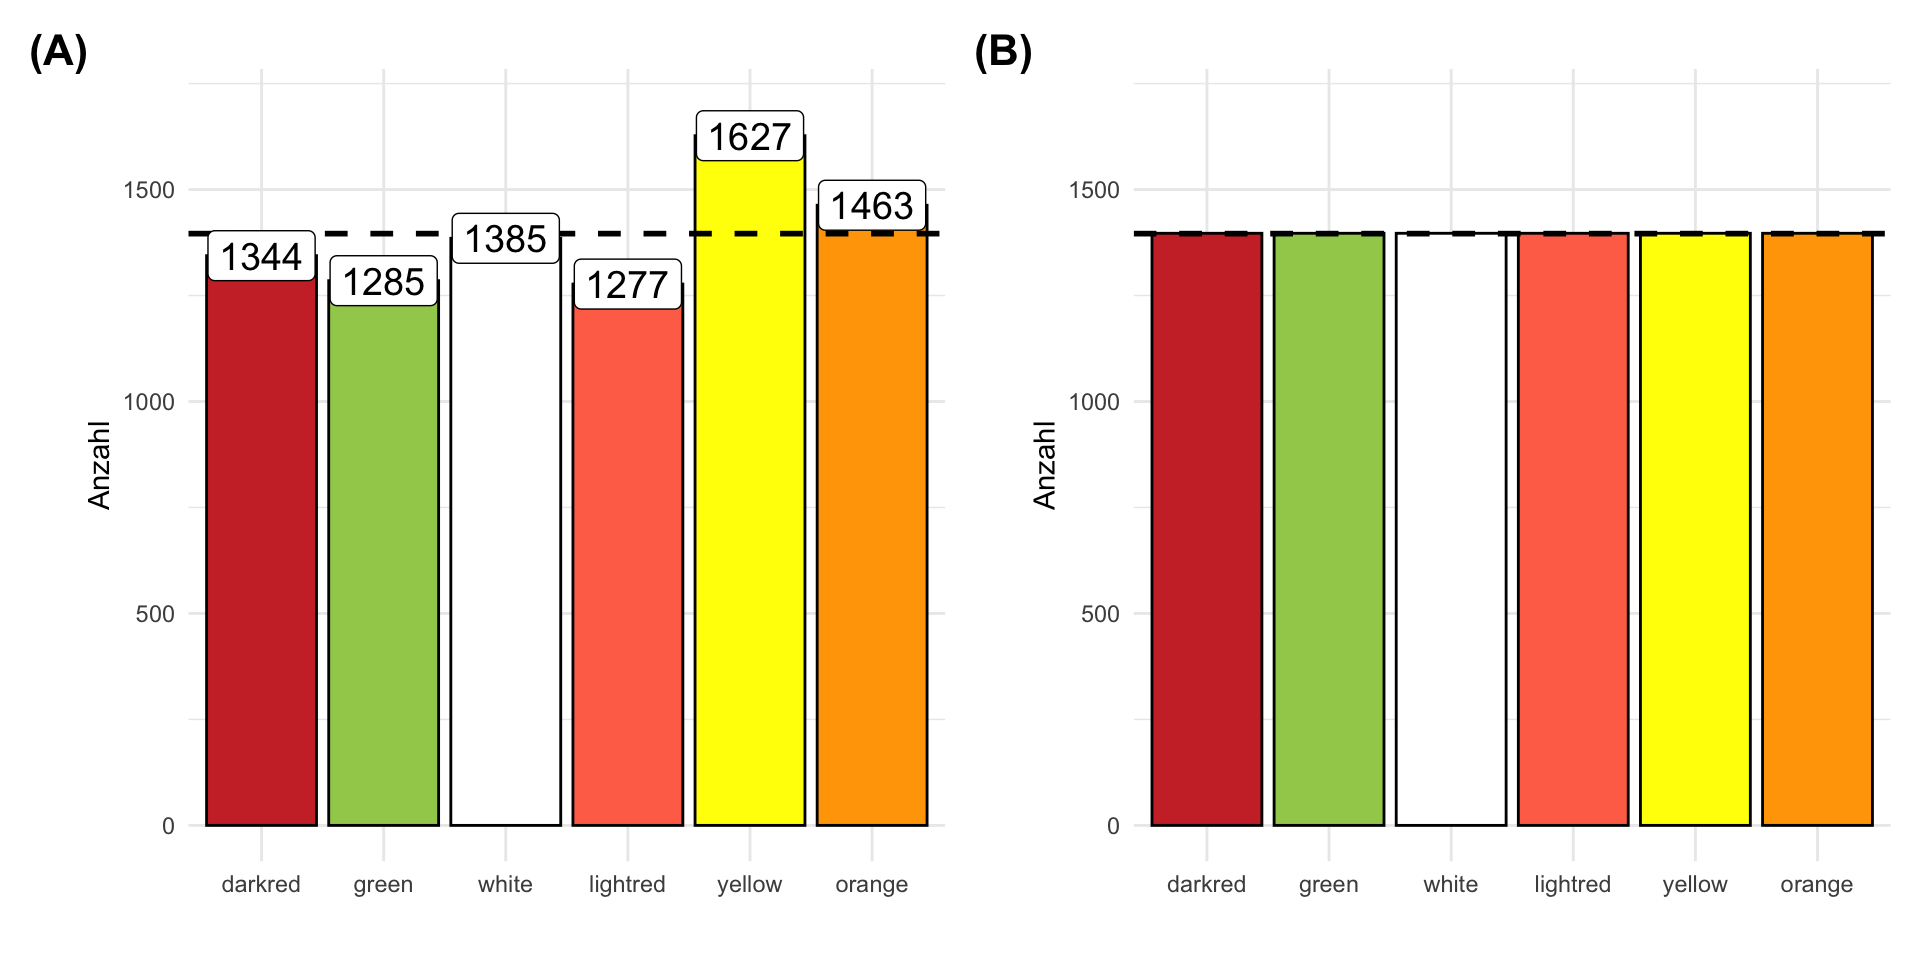 (A)
1627
1500
1463
1385
1344
1285
1277
1000
Anzahl
500
0
darkred green white lightred yellow orange
(B)
1500
1000
Anzahl
500
0
darkred green white lightred yellow orange